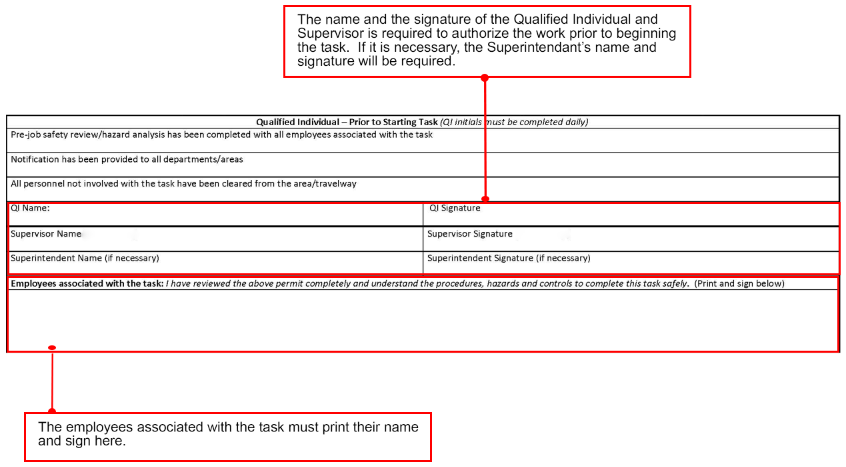 The name and the signature of the Qualified Individual and
Supervisor is required to authorize the work prior to beginning
the task.  If it is necessary, the Superintendant's name and
signature will be required.
Qualified Individual – Prior to Starting Task (QI initials must be completed daily)
Pre-job safety review/hazard analysis has been completed with all employees associated with the task
Notification has been provided to all departments/areas
All personnel not involved with the task have been cleared from the area/travelway
QI Name: QI Signature
Supervisor Name Supervisor Signature
Superintendent Name (if necessary) Superintendent Signature (if necessary)
Employees associated with the task: I have reviewed the above permit completely and understand the procedures, hazards and controls to complete this task safely.  (Print and sign below)
The employees associated with the task must print their name
and sign here.